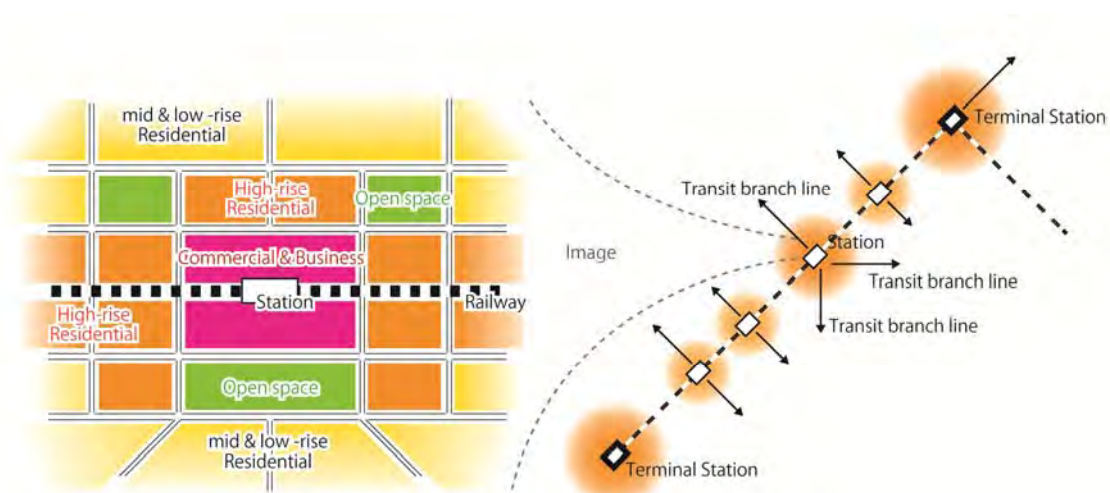 mid & low -rise
Residential
High-rise
Residential
Open space
Commercial & Business
Station
Railway
High-rise
Residential
Open space
mid & low -rise
Residential
Image
Terminal Station
Transit branch line
Station
Transit branch line
Transit branch line
Terminal Station